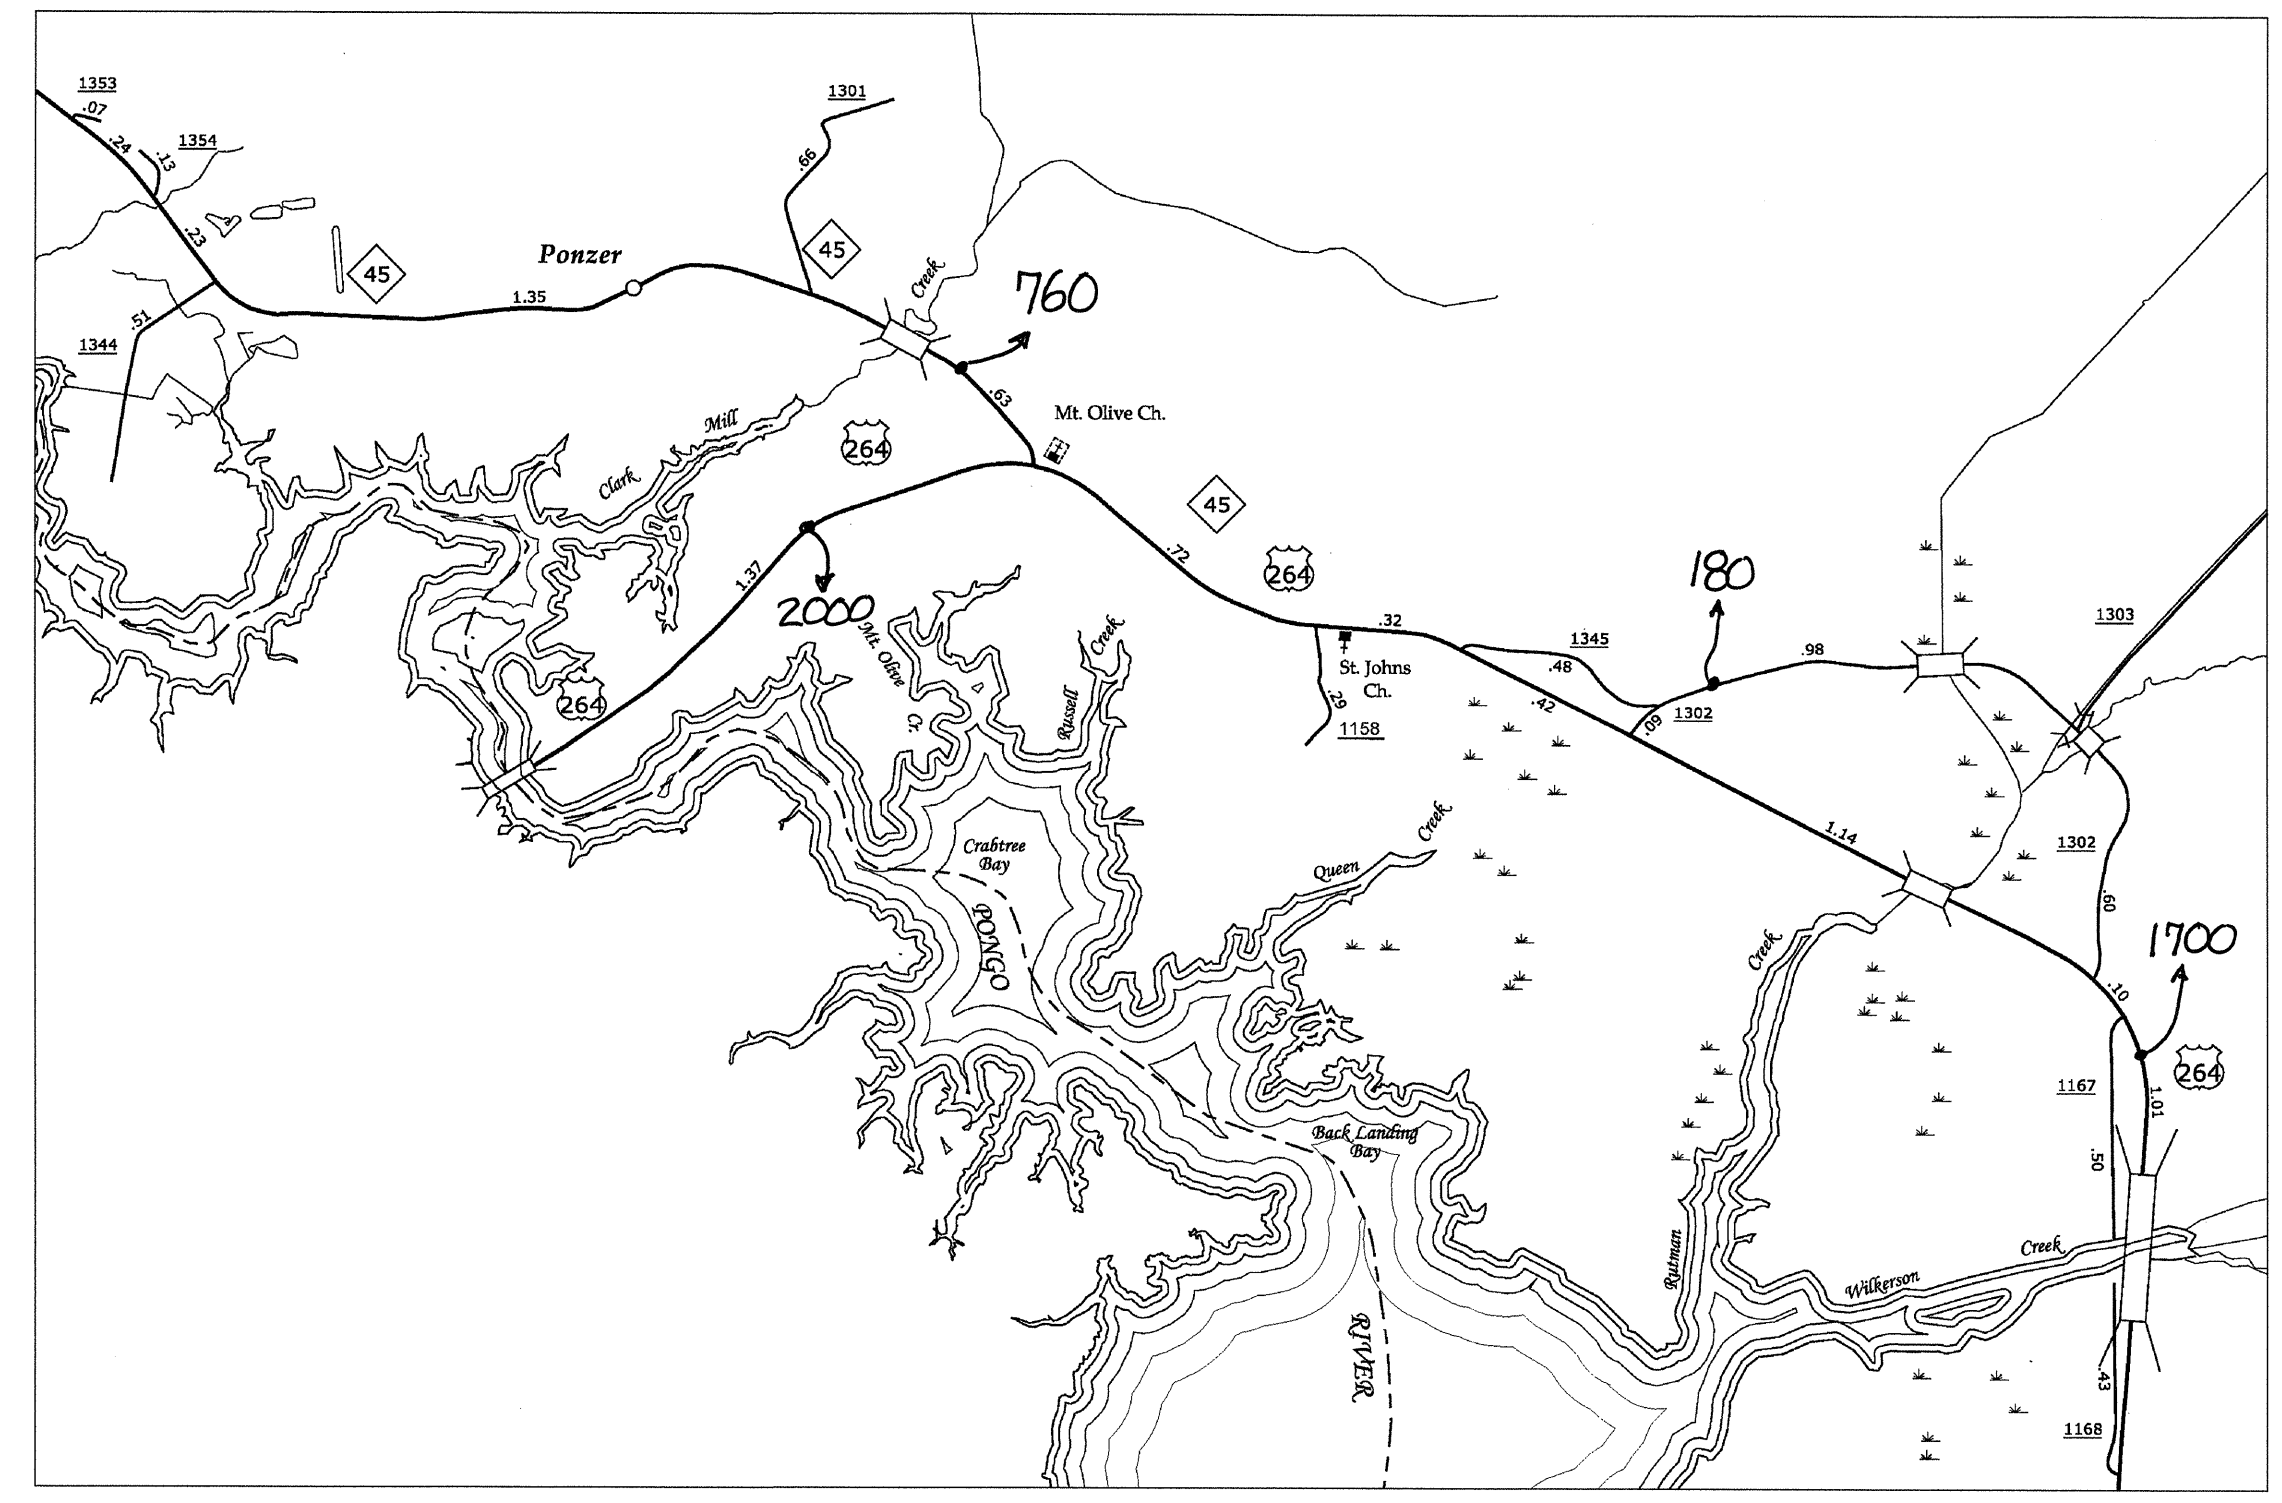 1353
.07
.24
.13
1354
.23
45
Ponzer
1.35
.51
1344
1301
.66
45
Creek
760
.63
Mt. Olive Ch.
264
Mill
Clark
45
.72
264
1.37
2000
264
Mt. Olive
Cr.
Creek
Russell
.32
St. Johns
Ch.
.29
1158
1345
.48
.42
.09
1302
180
.98
1303
1302
.60
1.14
Crabtree
Bay
PONGO
Queen
Creek
Creek
Rutman
.10
1700
264
1167
1.01
.50
Back Landing
Bay
RIVER
Wilkerson
Creek
.43
1168